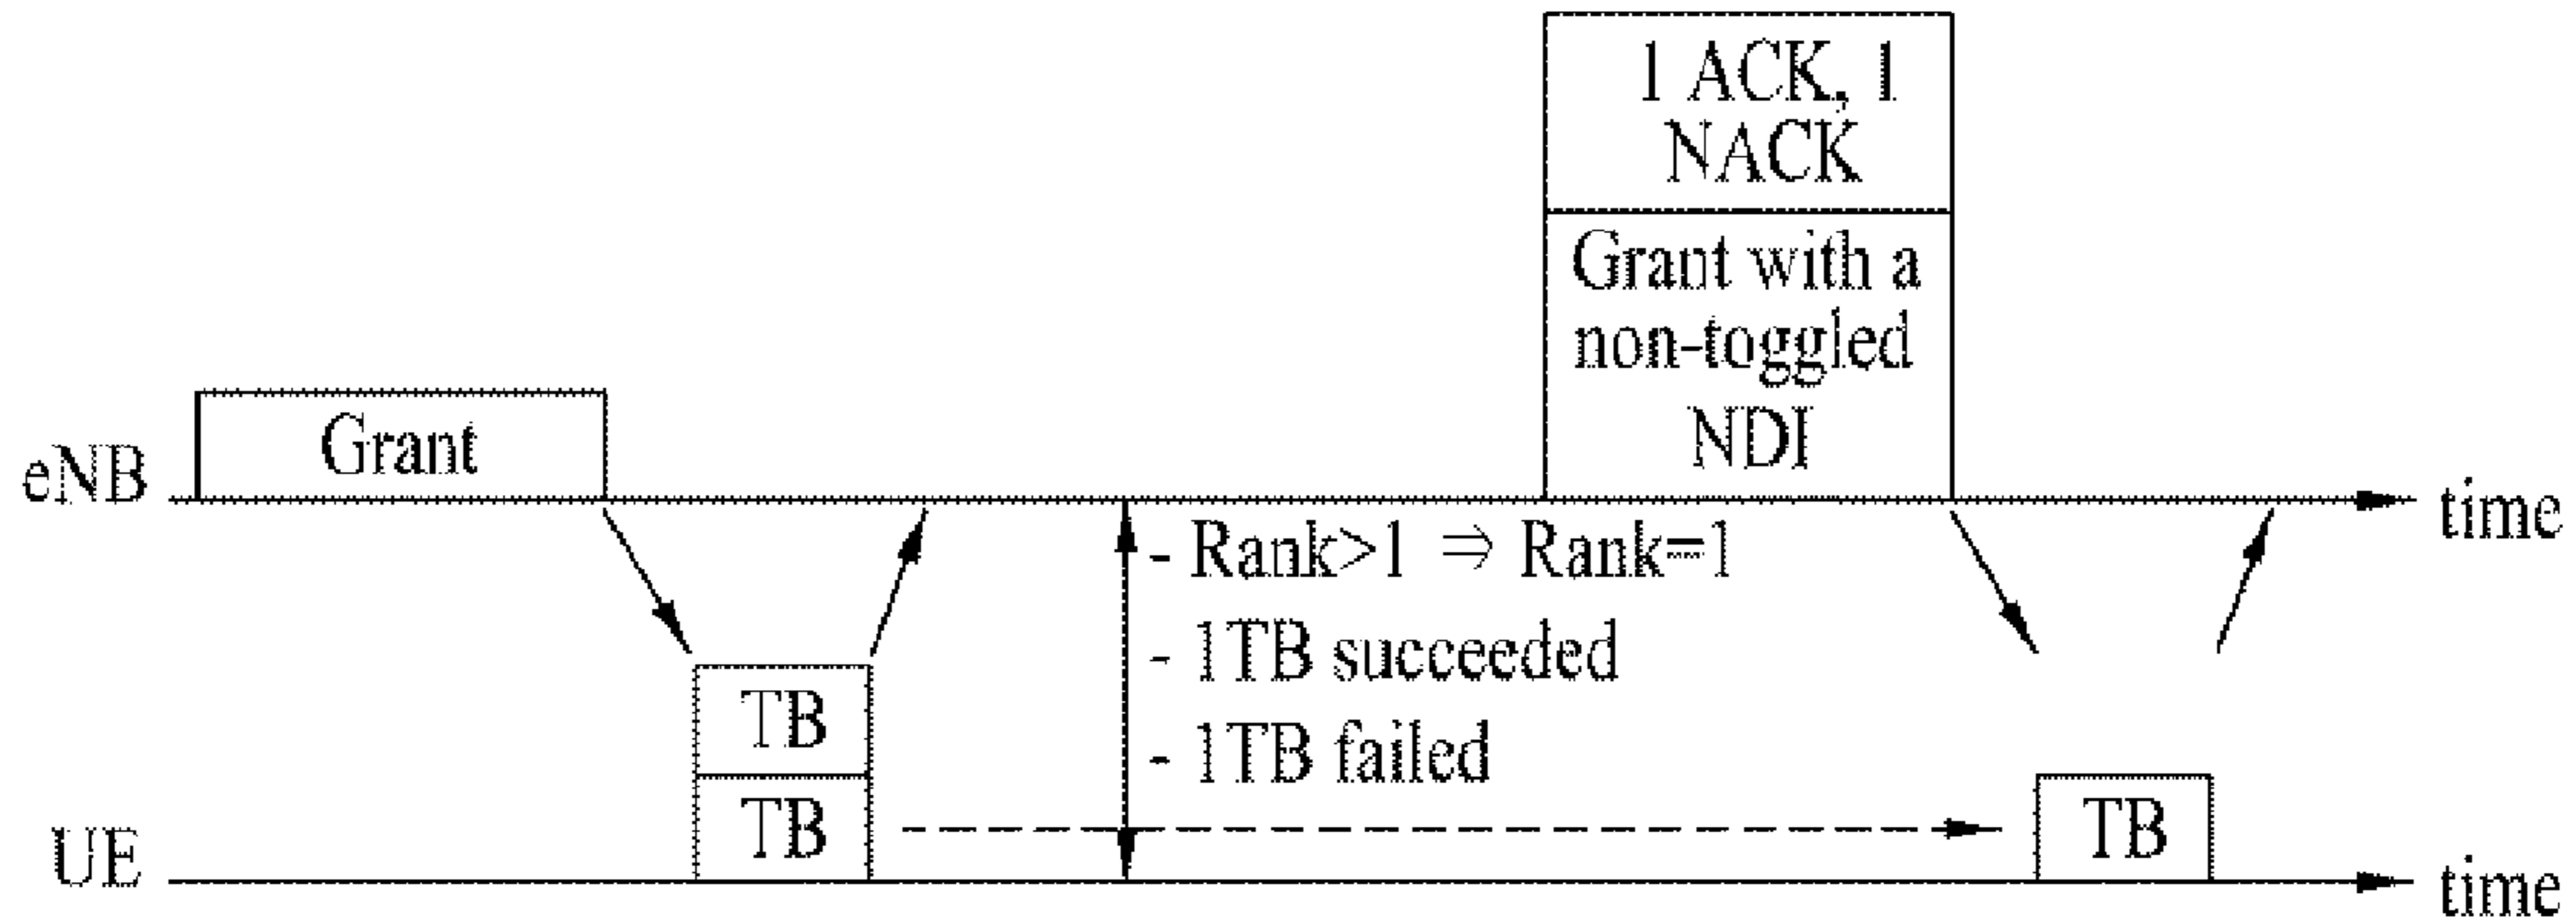 1 ACK, 1
NACK
Grant with a
non-toggled
NDI
Grant
eNB
time
- Rank>1 ⇒ Rank=1
- 1TB succeeded
- 1TB failed
TB
TB
TB
UE
time